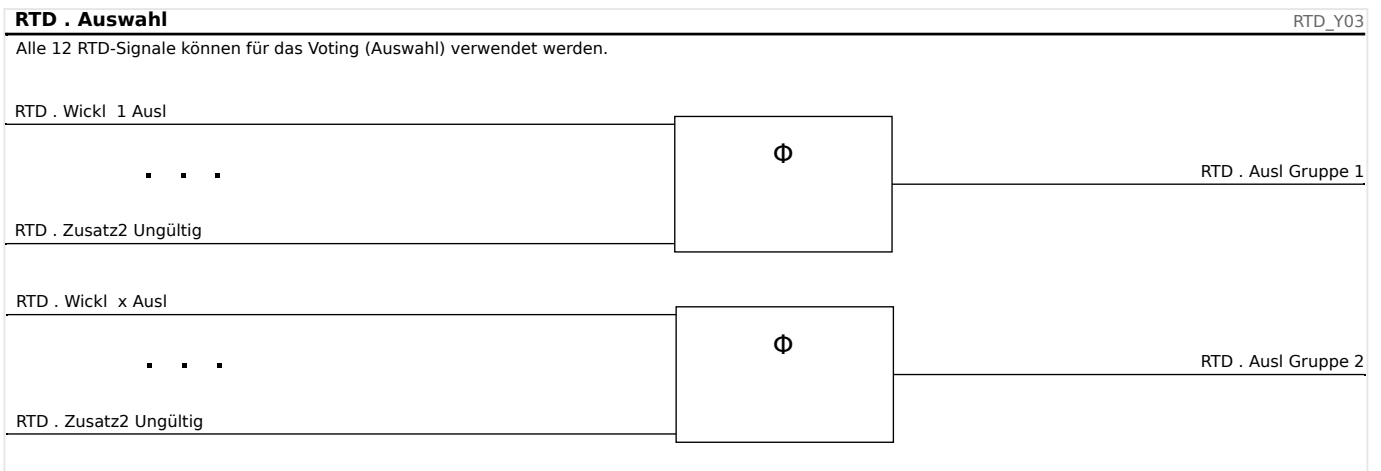 RTD . Auswahl
RTD_Y03
Alle 12 RTD-Signale können für das Voting (Auswahl) verwendet werden.
RTD . Wickl  1 Ausl
Φ
. . .
RTD . Ausl Gruppe 1
RTD . Zusatz2 Ungültig
RTD . Wickl  x Ausl
Φ
. . .
RTD . Ausl Gruppe 2
RTD . Zusatz2 Ungültig